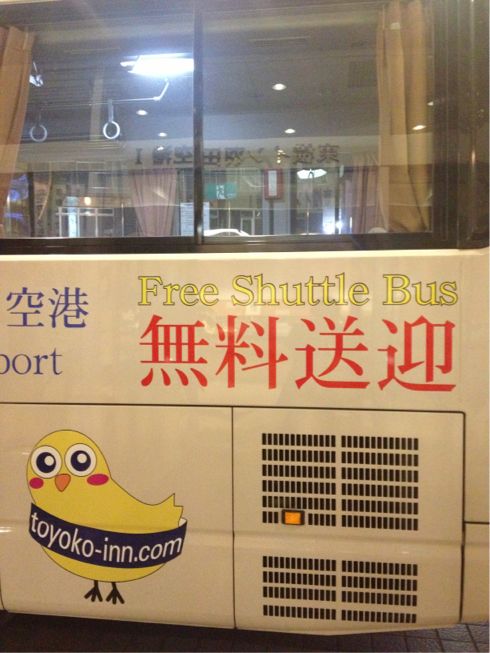 Free Shuttle Bus
空港
無料送迎
port
toyoko-inn.com